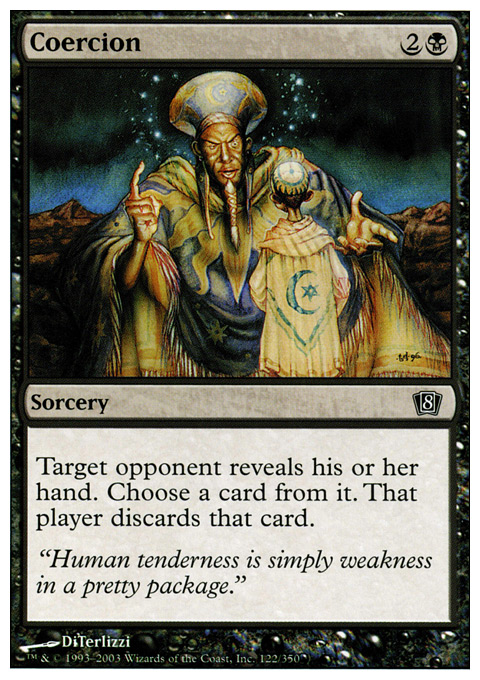 Coercion 2
Sorcery 8
Target opponent reveals his or her
hand. Choose a card from it. That
player discards that card.
“Human tenderness is simply weakness
in a pretty package.”
DiTerlizzi
™ & © 1993–2003 Wizards of the Coast, Inc. 122/350